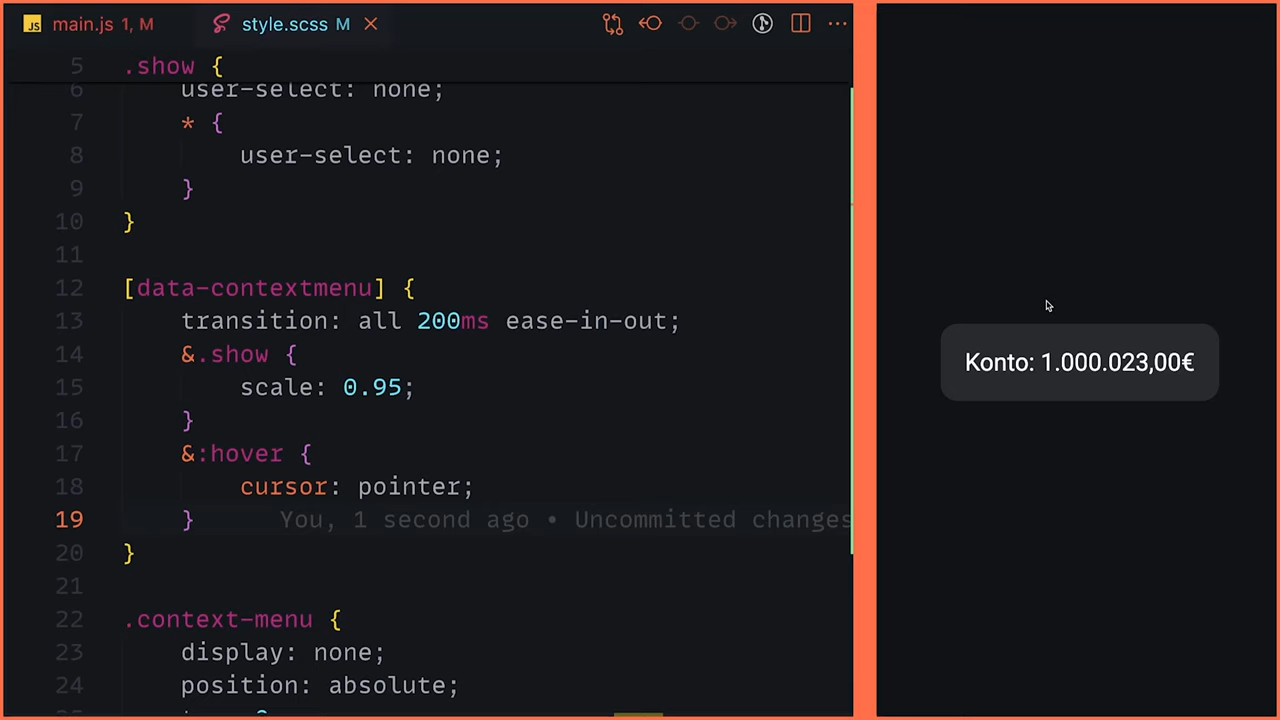 JS main.js 1, M style.scss M
5 .show {
6 user-select: none;
7 * {
8 user-select: none;
9 }
10 }
11
12 [data-contextmenu] {
13 transition: all 200ms ease-in-out;
14 &.show {
15 scale: 0.95;
16 }
17 &:hover {
18 cursor: pointer;
19 } You, 1 second ago • Uncommitted changes
20 }
21
22 .context-menu {
23 display: none;
24 position: absolute;
Konto: 1.000.023,00€